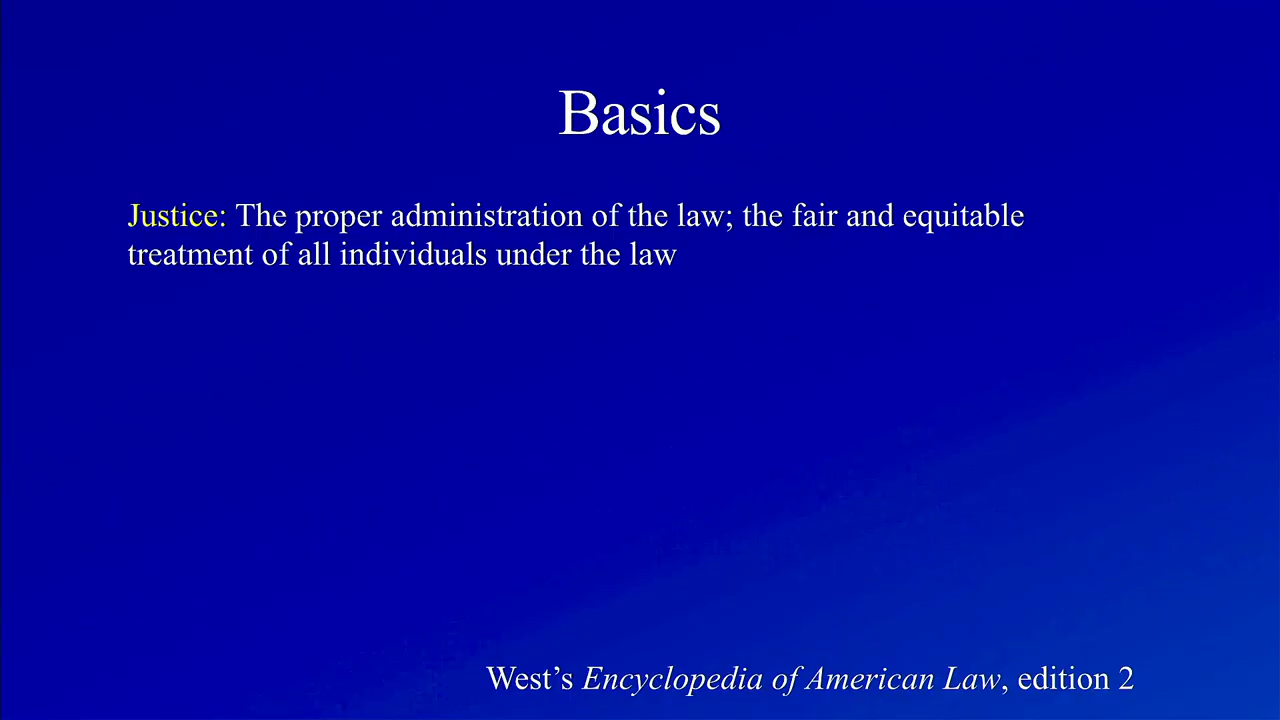 Basics
Justice: The proper administration of the law; the fair and equitable
treatment of all individuals under the law
West’s Encyclopedia of American Law, edition 2